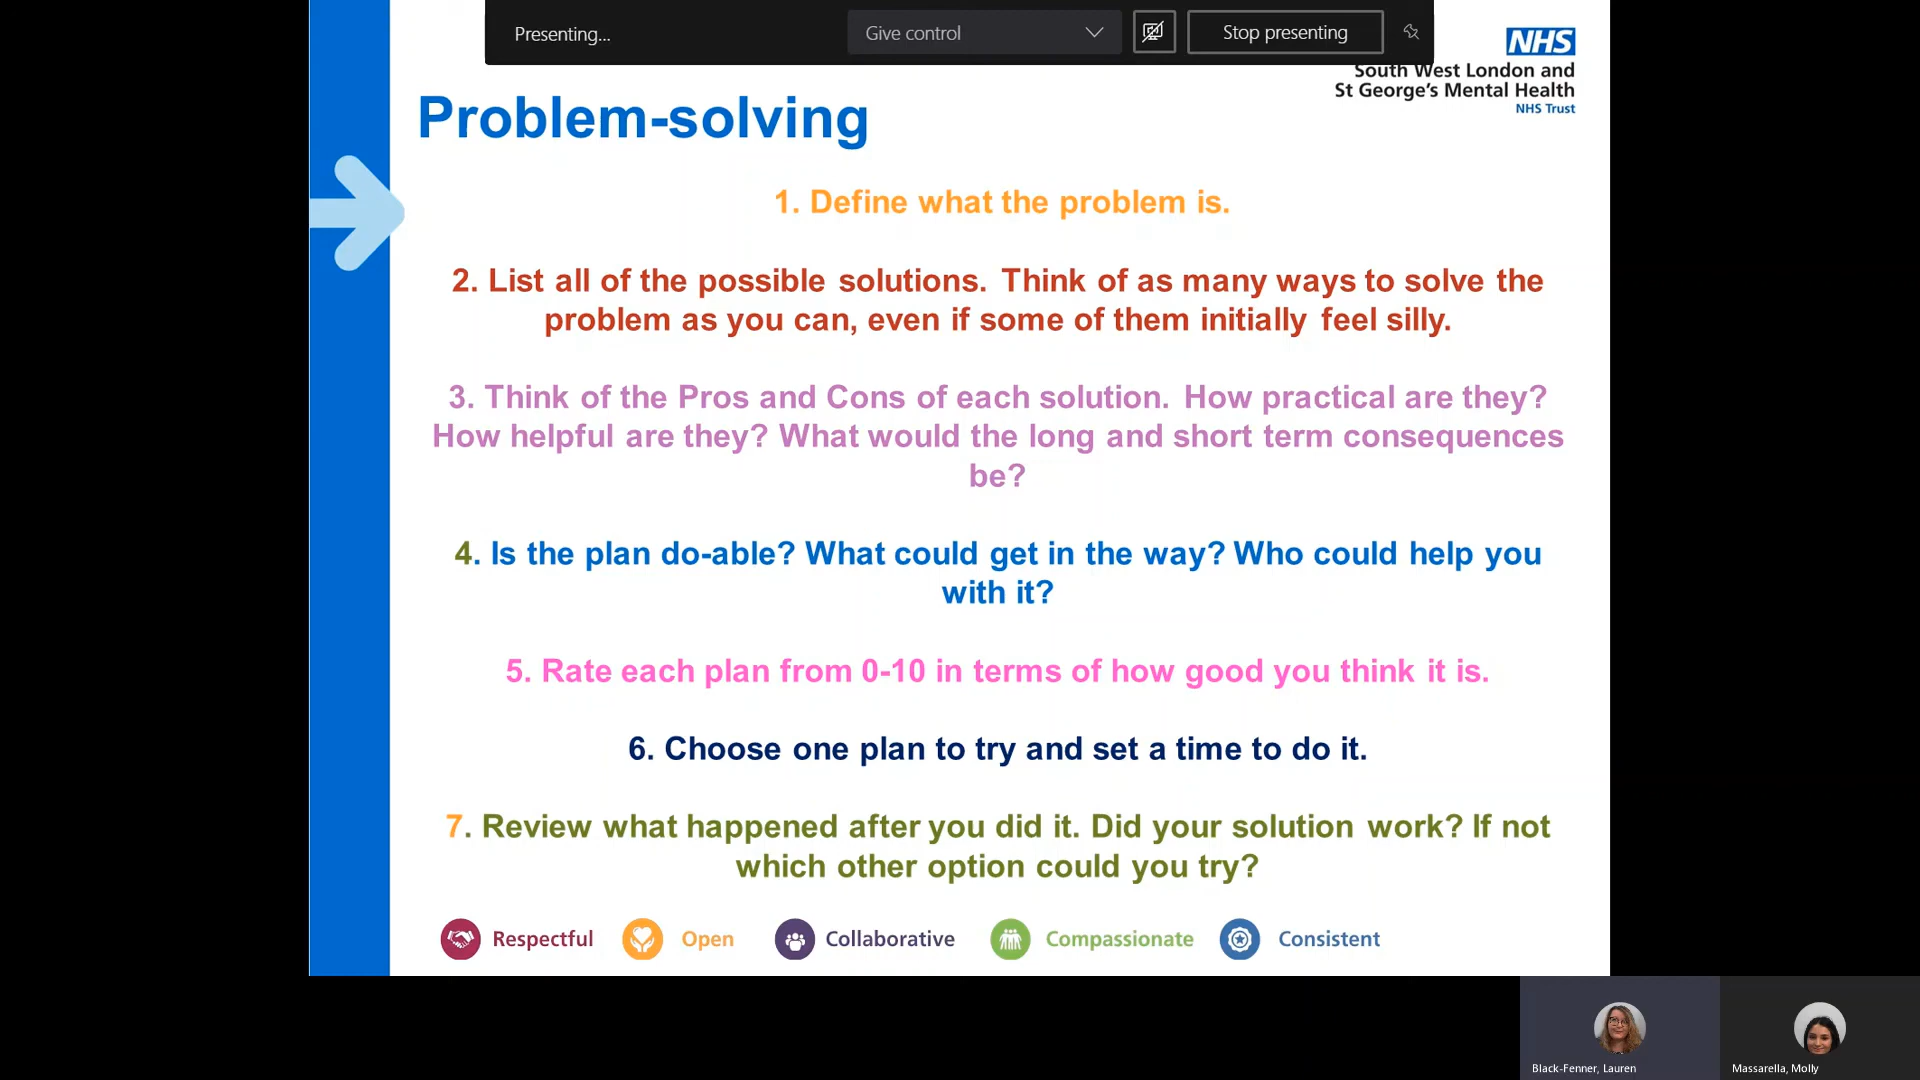 Presenting...
Give control
Stop presenting
NHS
South West London and
St George's Mental Health
NHS Trust
Problem-solving
1. Define what the problem is.
2. List all of the possible solutions. Think of as many ways to solve the
problem as you can, even if some of them initially feel silly.
3. Think of the Pros and Cons of each solution. How practical are they?
How helpful are they? What would the long and short term consequences
be?
4. Is the plan do-able? What could get in the way? Who could help you
with it?
5. Rate each plan from 0-10 in terms of how good you think it is.
6. Choose one plan to try and set a time to do it.
7. Review what happened after you did it. Did your solution work? If not
which other option could you try?
Respectful
Open
Collaborative
Compassionate
Consistent
Black-Fenner, Lauren
Massarella, Molly